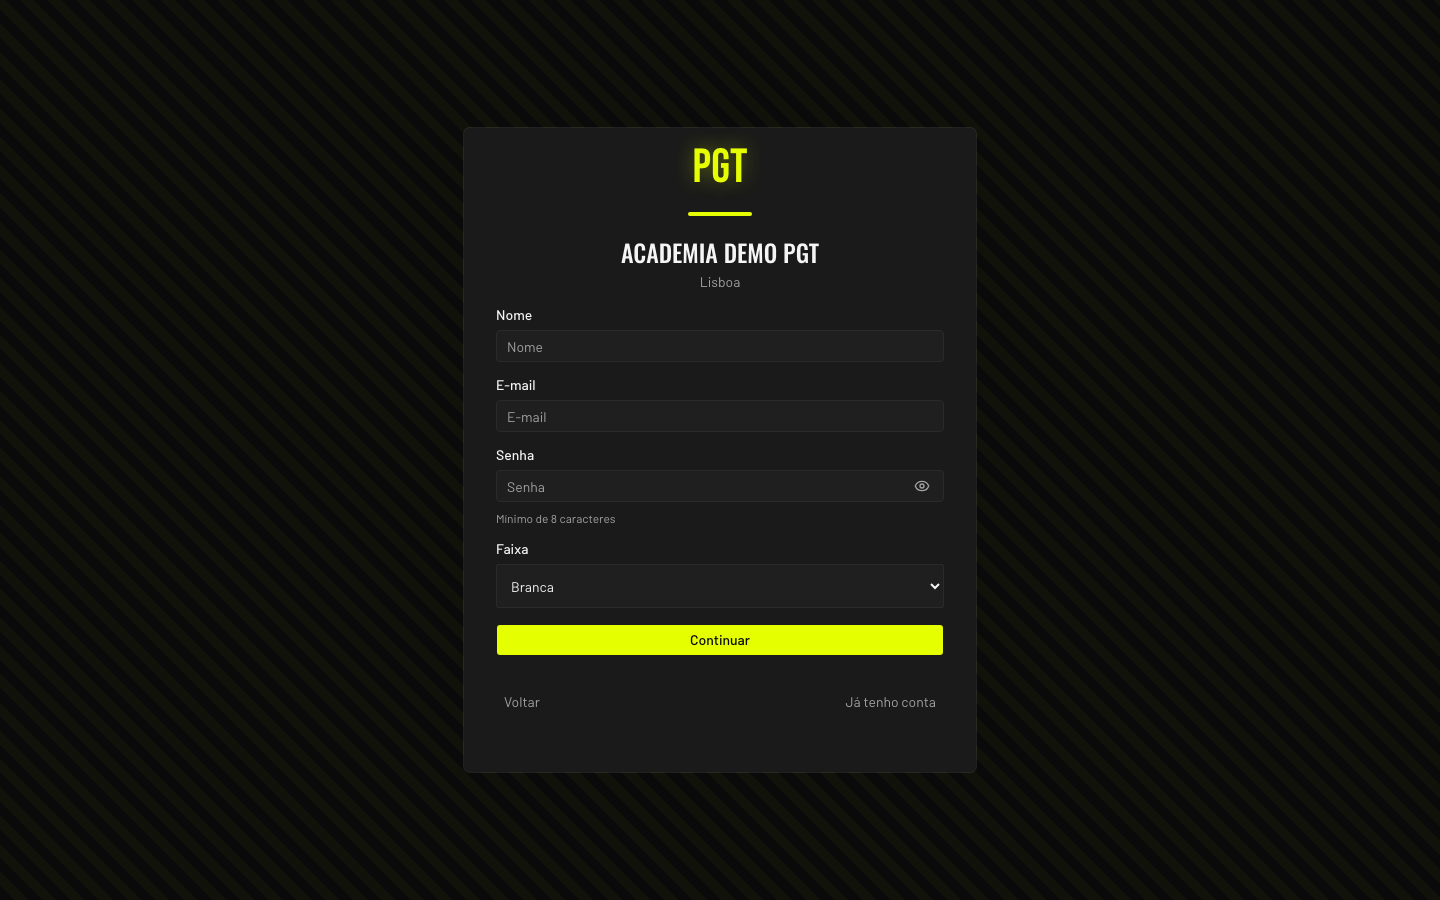 PGT
ACADEMIA DEMO PGT
Lisboa
Nome
Nome
E-mail
E-mail
Senha
Senha
Mínimo de 8 caracteres
Faixa
Branca
Continuar
Voltar
Já tenho conta